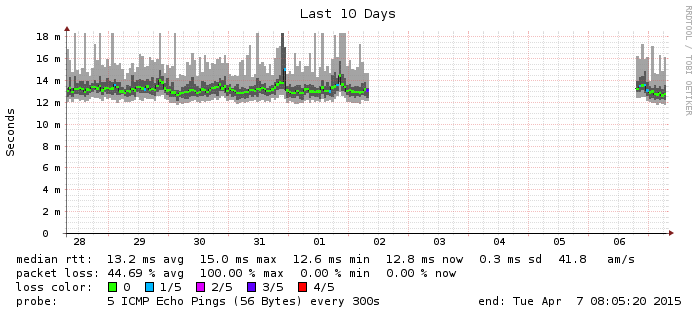 Last 10 Days
RRDTOOL / TOBI OETIKER
Seconds
18 m
16 m
14 m
12 m
10 m
8 m
6 m
4 m
2 m
0
28 29 30 31 01 02 03 04 05 06
median rtt: 13.2 ms avg 15.0 ms max 12.6 ms min 12.8 ms now 0.3 ms sd 41.8 am/s
packet loss: 44.69 % avg 100.00 % max 0.00 % min 0.00 % now
loss color: 0 1/5 2/5 3/5 4/5
probe: 5 ICMP Echo Pings (56 Bytes) every 300s end: Tue Apr 7 08:05:20 2015